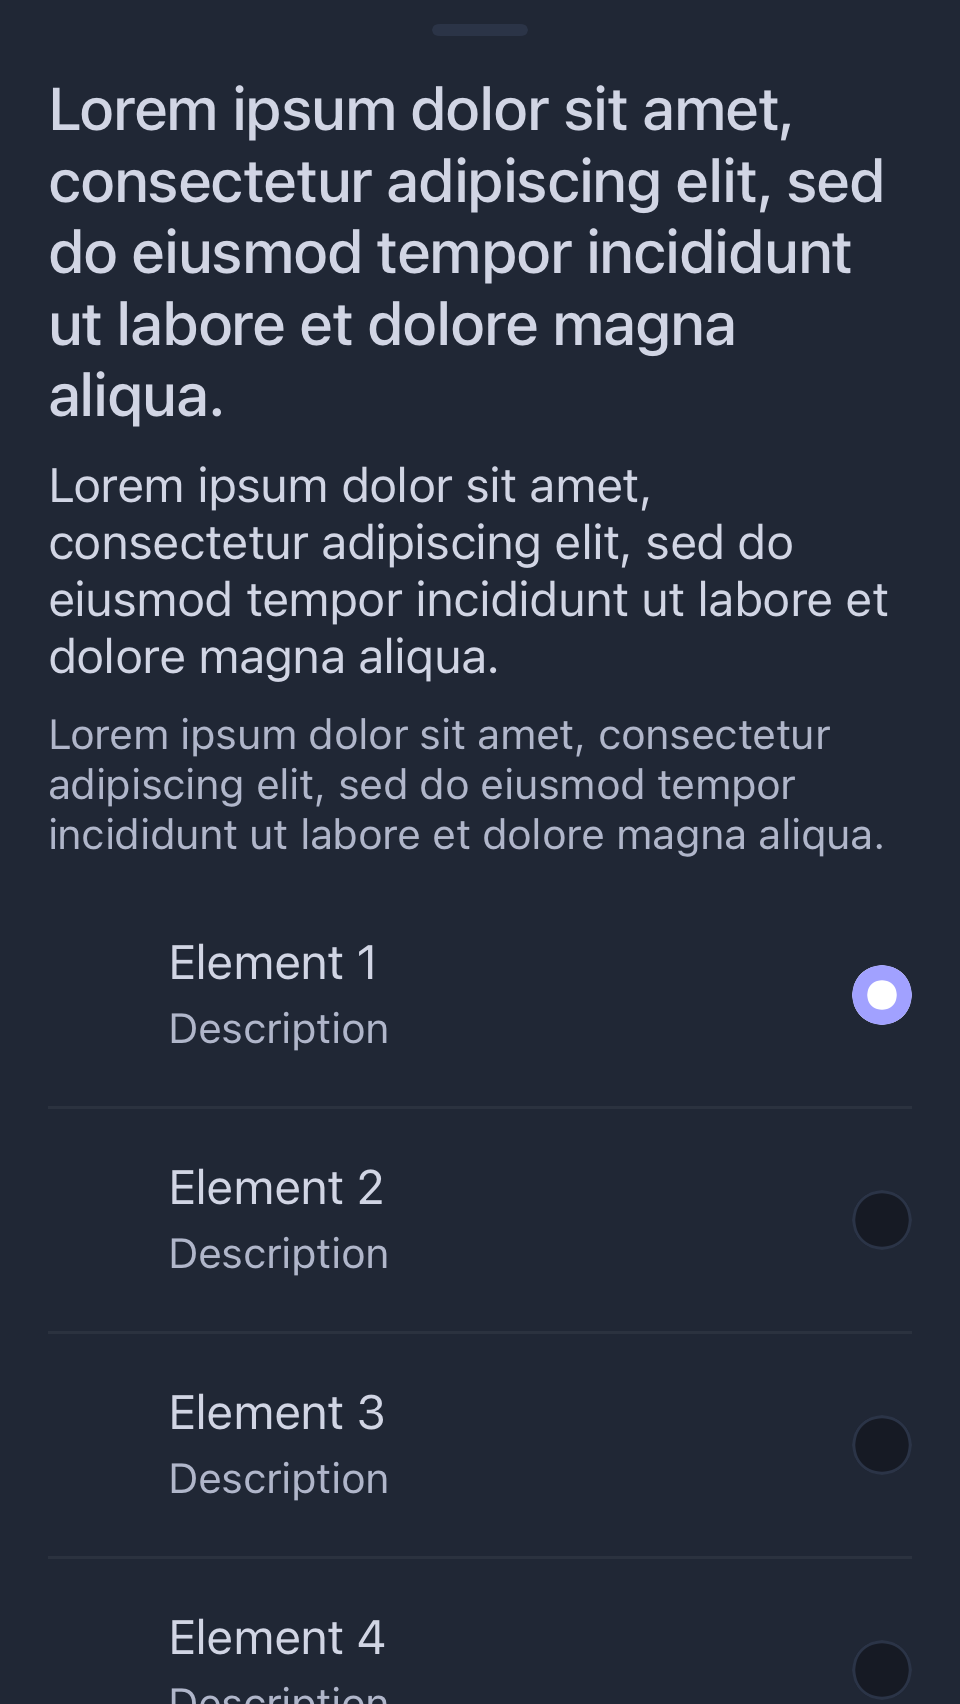 Lorem ipsum dolor sit amet,
consectetur adipiscing elit, sed
do eiusmod tempor incididunt
ut labore et dolore magna
aliqua.
Lorem ipsum dolor sit amet,
consectetur adipiscing elit, sed do
eiusmod tempor incididunt ut labore et
dolore magna aliqua.
Lorem ipsum dolor sit amet, consectetur
adipiscing elit, sed do eiusmod tempor
incididunt ut labore et dolore magna aliqua.
Element 1
Description
Element 2
Description
Element 3
Description
Element 4
Description